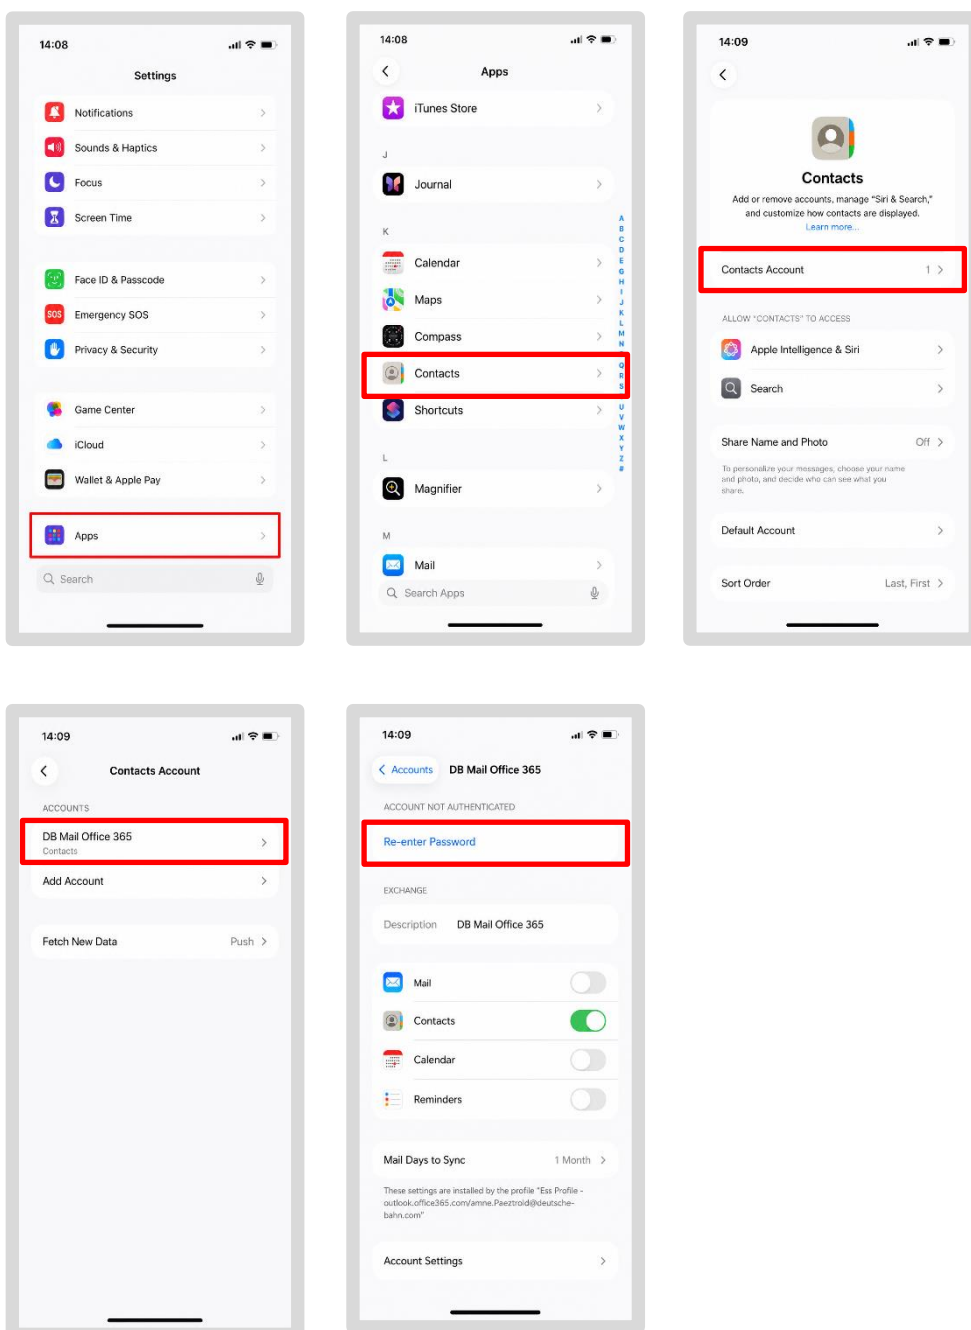 14:08
Settings
Notifications
Sounds & Haptics
Focus
Screen Time
Face ID & Passcode
SOS
Emergency SOS
Privacy & Security
Game Center
iCloud
Wallet & Apple Pay
Apps
Search
14:08
Apps
iTunes Store
J
Journal
K
Calendar
Maps
Compass
Contacts
Shortcuts
L
Magnifier
M
Mail
Search Apps
A
B
C
D
E
F
G
H
I
J
K
L
M
N
Q
R
S
U
V
W
X
Y
Z
#
14:09
Contacts
Add or remove accounts, manage “Siri & Search,”
and customize how contacts are displayed.
Learn more...
Contacts Account 1
ALLOW “CONTACTS” TO ACCESS
Apple Intelligence & Siri
Search
Share Name and Photo Off
To personalize your messages, choose your name
and photo, and decide who can see what you
share.
Default Account
Sort Order Last, First
14:09
Contacts Account
ACCOUNTS
DB Mail Office 365
Contacts
Add Account
Fetch New Data Push
14:09
Accounts DB Mail Office 365
ACCOUNT NOT AUTHENTICATED
Re-enter Password
EXCHANGE
Description DB Mail Office 365
Mail
Contacts
Calendar
Reminders
Mail Days to Sync 1 Month
These settings are installed by the profile “Ess Profile -
outlook.office365.com/amne.Paeztrold@deutsche-
bahn.com”
Account Settings